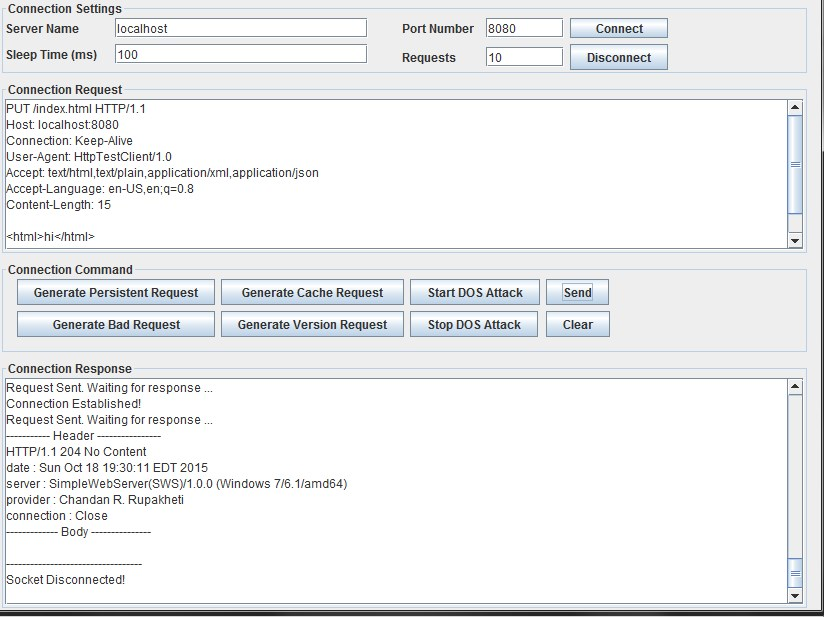 Connection Settings
Server Name localhost Port Number 8080 Connect
Sleep Time (ms) 100 Requests 10 Disconnect
Connection Request
PUT /index.html HTTP/1.1
Host: localhost:8080
Connection: Keep-Alive
User-Agent: HttpTestClient/1.0
Accept: text/html,text/plain,application/xml,application/json
Accept-Language: en-US,en;q=0.8
Content-Length: 15
<html>hi</html>
Connection Command
Generate Persistent Request Generate Cache Request Start DOS Attack Send
Generate Bad Request Generate Version Request Stop DOS Attack Clear
Connection Response
Request Sent. Waiting for response ...
Connection Established!
Request Sent. Waiting for response ...
----------- Header ----------------
HTTP/1.1 204 No Content
date : Sun Oct 18 19:30:11 EDT 2015
server : SimpleWebServer(SWS)/1.0.0 (Windows 7/6.1/amd64)
provider : Chandan R. Rupakheti
connection : Close
------------- Body ---------------
----------------------------------
Socket Disconnected!